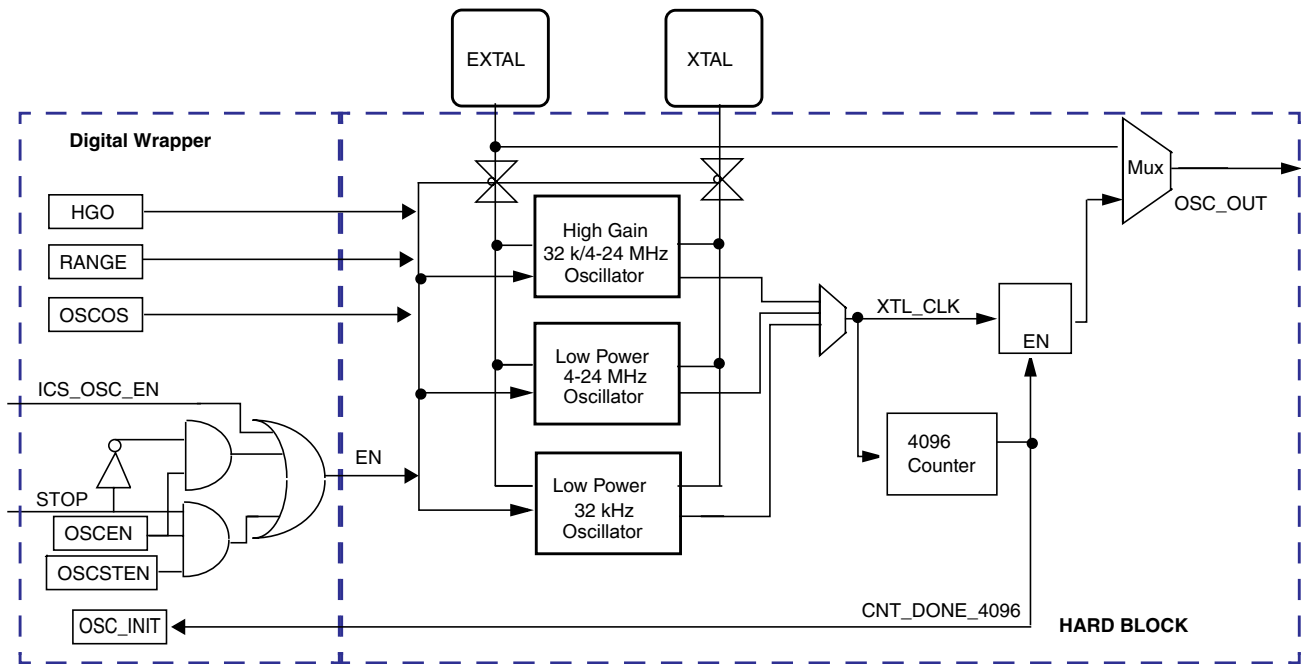 EXTAL
XTAL
Digital Wrapper
Mux
OSC_OUT
HGO
RANGE
OSCOS
High Gain
32 k/4-24 MHz
Oscillator
XTL_CLK
EN
Low Power
4-24 MHz
Oscillator
ICS_OSC_EN
4096
Counter
EN
STOP
OSCEN
OSCSTEN
Low Power
32 kHz
Oscillator
OSC_INIT
CNT_DONE_4096
HARD BLOCK